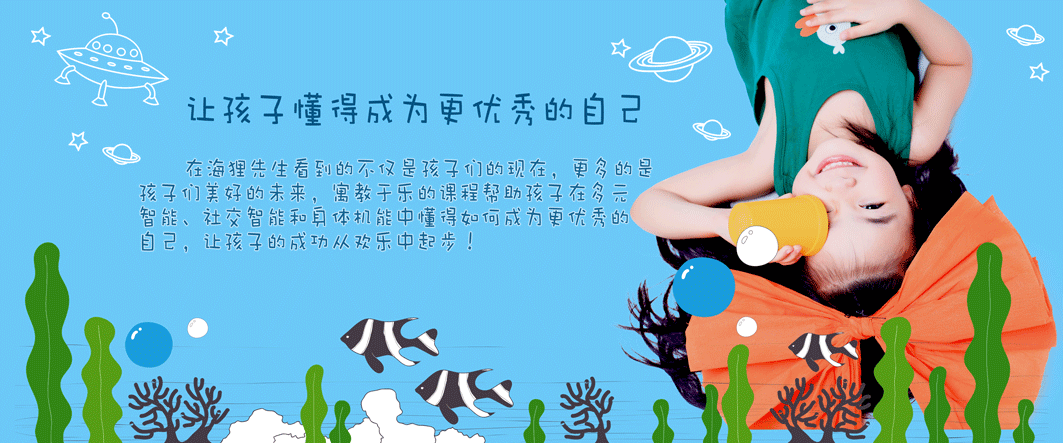 让孩子懂得成为更优秀的自己
在海狸先生看到的不仅是孩子们的现在，更多的是
孩子们美好的未来，寓教于乐的课程帮助孩子在多元
智能、社交智能和身体机能中懂得如何成为更优秀的
自己，让孩子的成功从欢乐中起步！